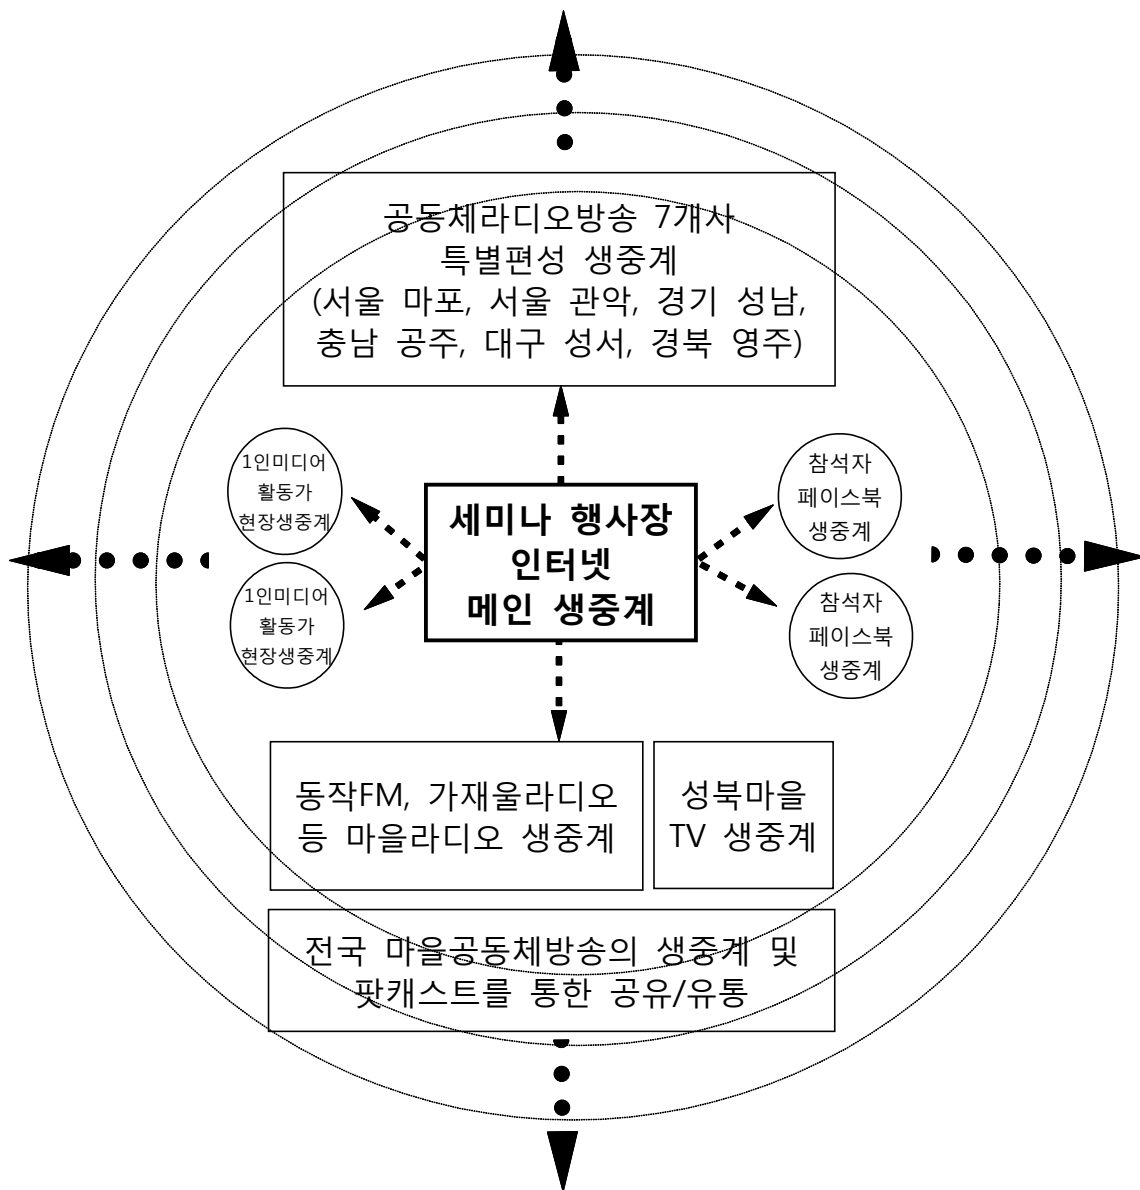 공동체라디오방송 7개사
특별편성 생중계
(서울 마포, 서울 관악, 경기 성남,
충남 공주, 대구 성서, 경북 영주)
1인미디어
활동가
현장생중계
1인미디어
활동가
현장생중계
세미나 행사장
인터넷
메인 생중계
참석자
페이스북
생중계
참석자
페이스북
생중계
동작FM, 가재울라디오
등 마을라디오 생중계
성북마을
TV 생중계
전국 마을공동체방송의 생중계 및
팟캐스트를 통한 공유/유통